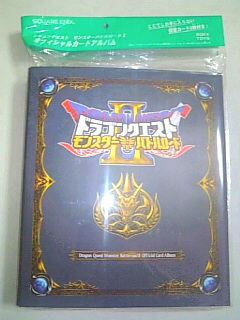 SQUARE ENIX
ドラゴンクエスト モンスターバトルロードⅡ
オフィシャルカードアルバム
ドラゴンクエスト
モンスターバトルロード
Ⅱ
Dragon Quest Monster Battle road Ⅱ Official Card Album